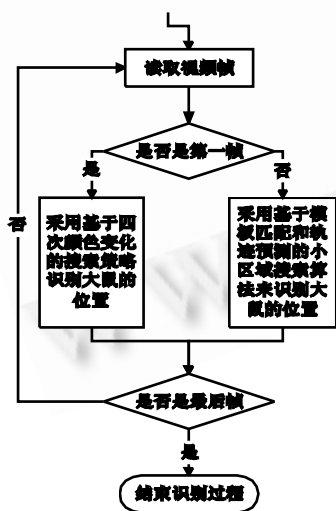 读取视频帧
是否是第一帧
是
否
否
采用基于四
次颜色变化
的搜索策略
识别大鼠的
位置
采用基于模
板匹配和轨
迹预测的小
区域搜索算
法来识别大
鼠的位置
是否是最后帧
是
结束识别过程